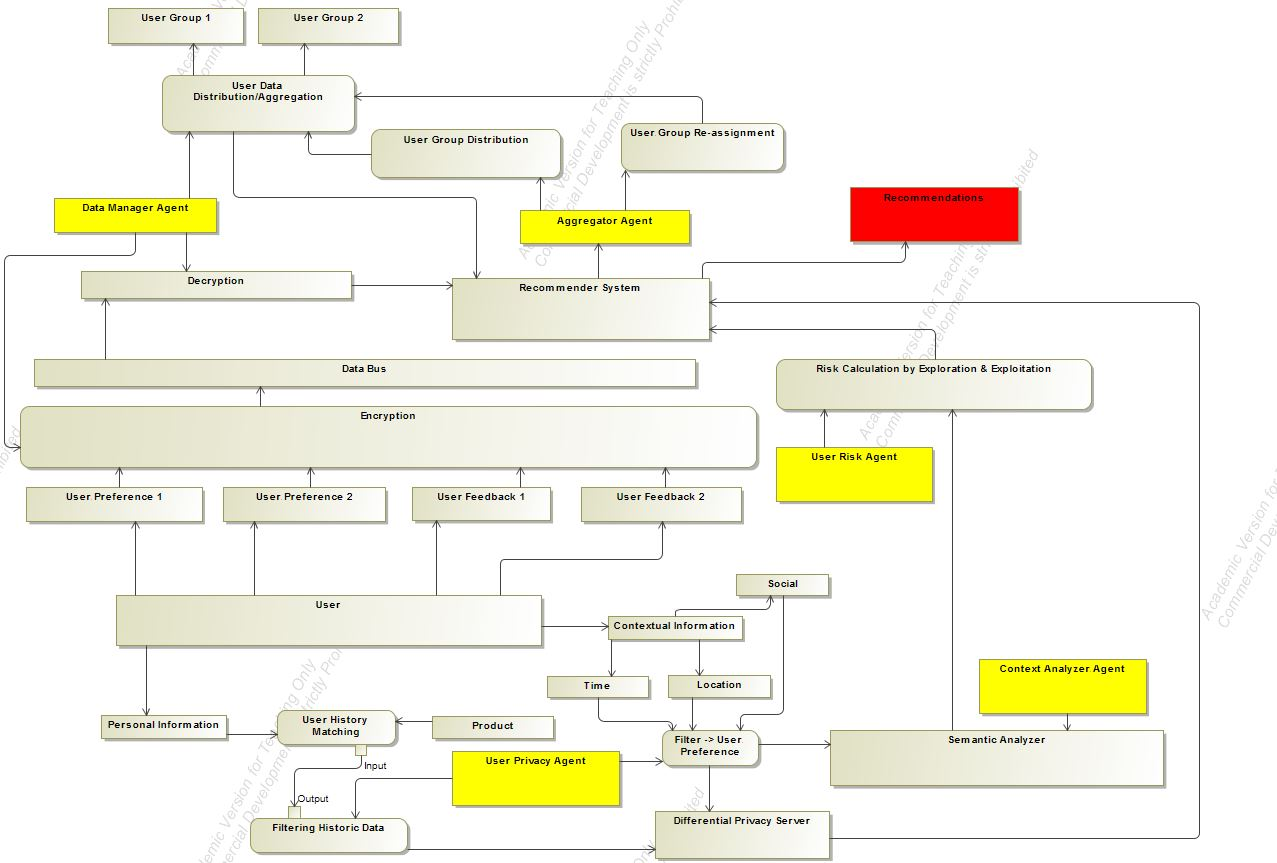 User Group 1
User Group 2
User Data
Distribution/Aggregation
User Group Distribution
User Group Re-assignment
Data Manager Agent
Aggregator Agent
Recommendations
Decryption
Recommender System
Data Bus
Risk Calculation by Exploration & Exploitation
Encryption
User Risk Agent
User Preference 1
User Preference 2
User Feedback 1
User Feedback 2
Social
User
Contextual Information
Context Analyzer Agent
Time
Location
Personal Information
User History
Matching
Product
Filter -> User
Preference
Semantic Analyzer
User Privacy Agent
Input
Output
Filtering Historic Data
Differential Privacy Server
Academic Version for Teaching Only
Commercial Development is strictly Prohibited